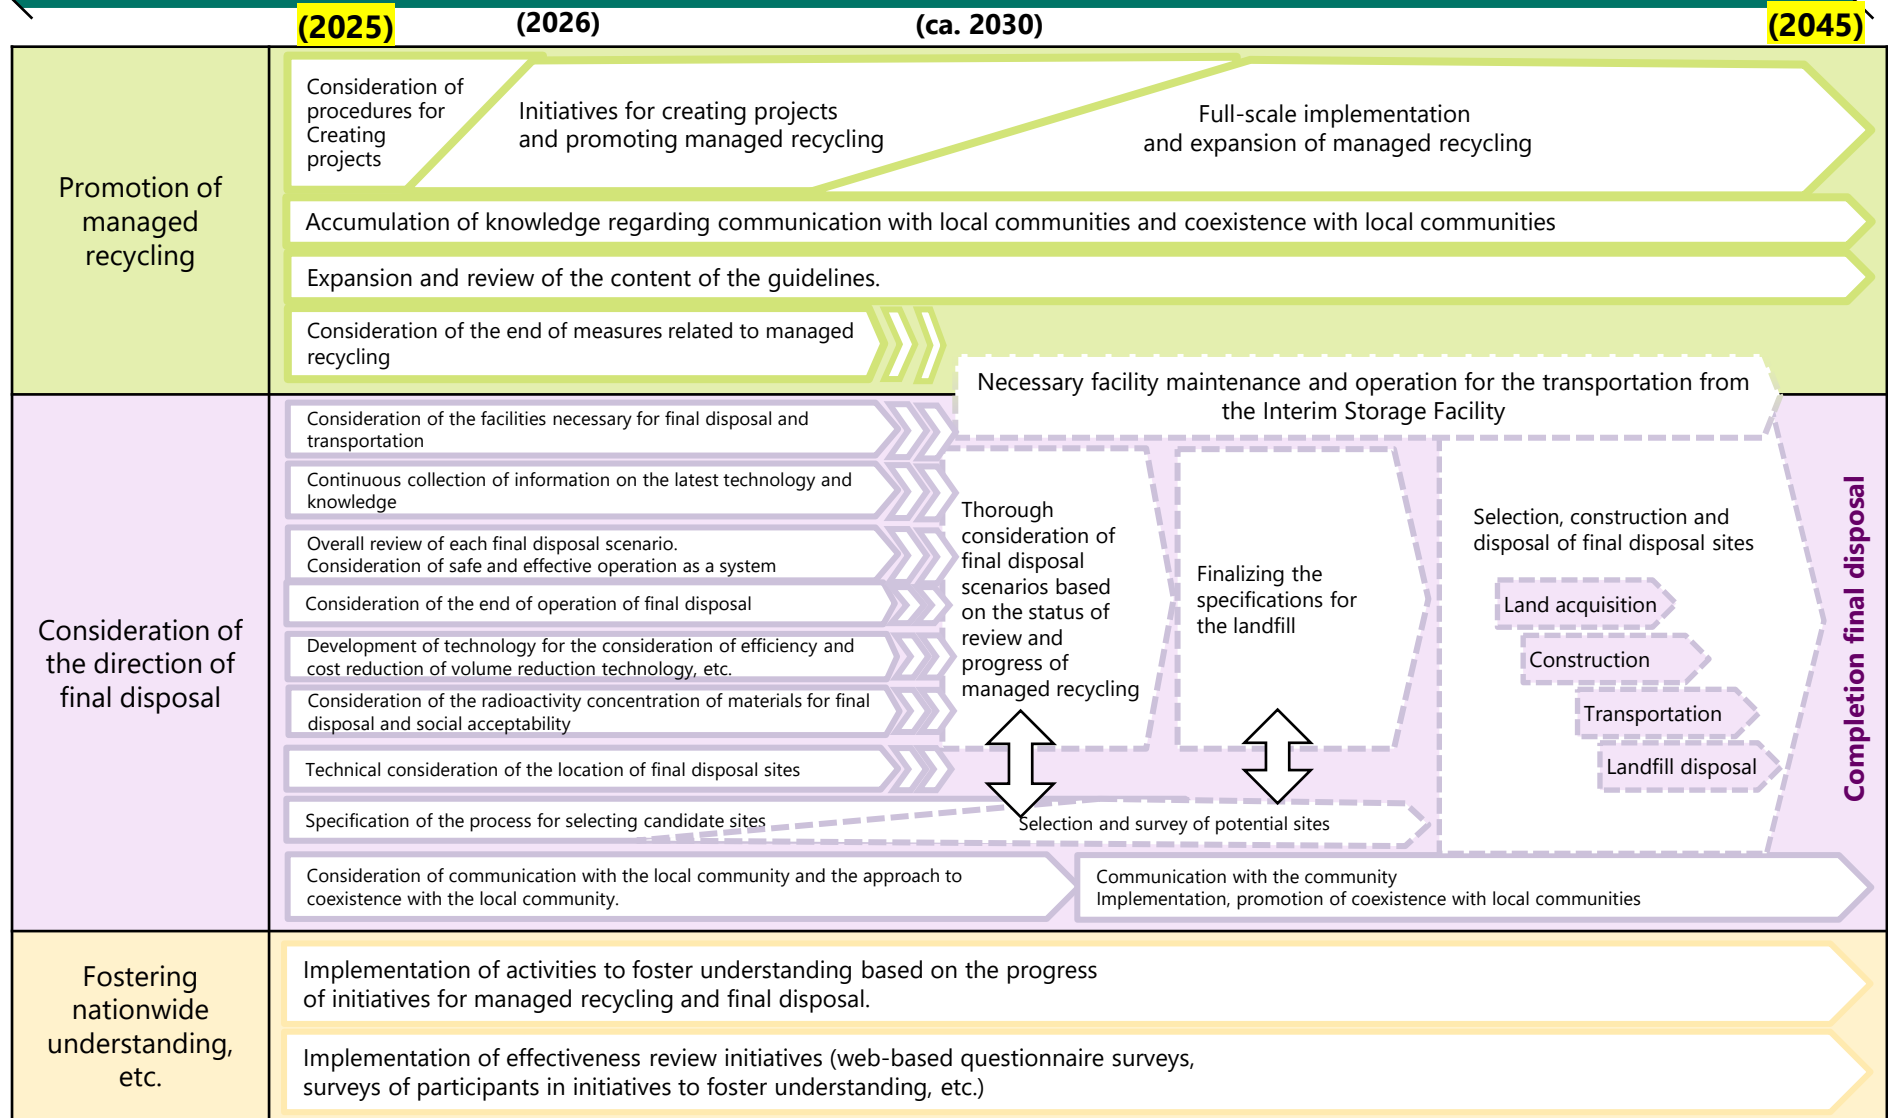 (2025)
(2026)
(ca. 2030)
(2045)
Promotion of
managed
recycling
Consideration of
procedures for
Creating
projects
Initiatives for creating projects
and promoting managed recycling
Full-scale implementation
and expansion of managed recycling
Accumulation of knowledge regarding communication with local communities and coexistence with local communities
Expansion and review of the content of the guidelines.
Consideration of the end of measures related to managed
recycling
Necessary facility maintenance and operation for the transportation from
the Interim Storage Facility
Consideration of
the direction of
final disposal
Consideration of the facilities necessary for final disposal and
transportation
Continuous collection of information on the latest technology and
knowledge
Overall review of each final disposal scenario.
Consideration of safe and effective operation as a system
Consideration of the end of operation of final disposal
Development of technology for the consideration of efficiency and
cost reduction of volume reduction technology, etc.
Consideration of the radioactivity concentration of materials for final
disposal and social acceptability
Technical consideration of the location of final disposal sites
Specification of the process for selecting candidate sites
Selection and survey of potential sites
Thorough
consideration of
final disposal
scenarios based
on the status of
review and
progress of
managed recycling
Finalizing the
specifications for
the landfill
Selection, construction and
disposal of final disposal sites
Land acquisition
Construction
Transportation
Landfill disposal
Completion final disposal
Consideration of communication with the local community and the approach to
coexistence with the local community.
Communication with the community
Implementation, promotion of coexistence with local communities
Fostering
nationwide
understanding,
etc.
Implementation of activities to foster understanding based on the progress
of initiatives for managed recycling and final disposal.
Implementation of effectiveness review initiatives (web-based questionnaire surveys,
surveys of participants in initiatives to foster understanding, etc.)